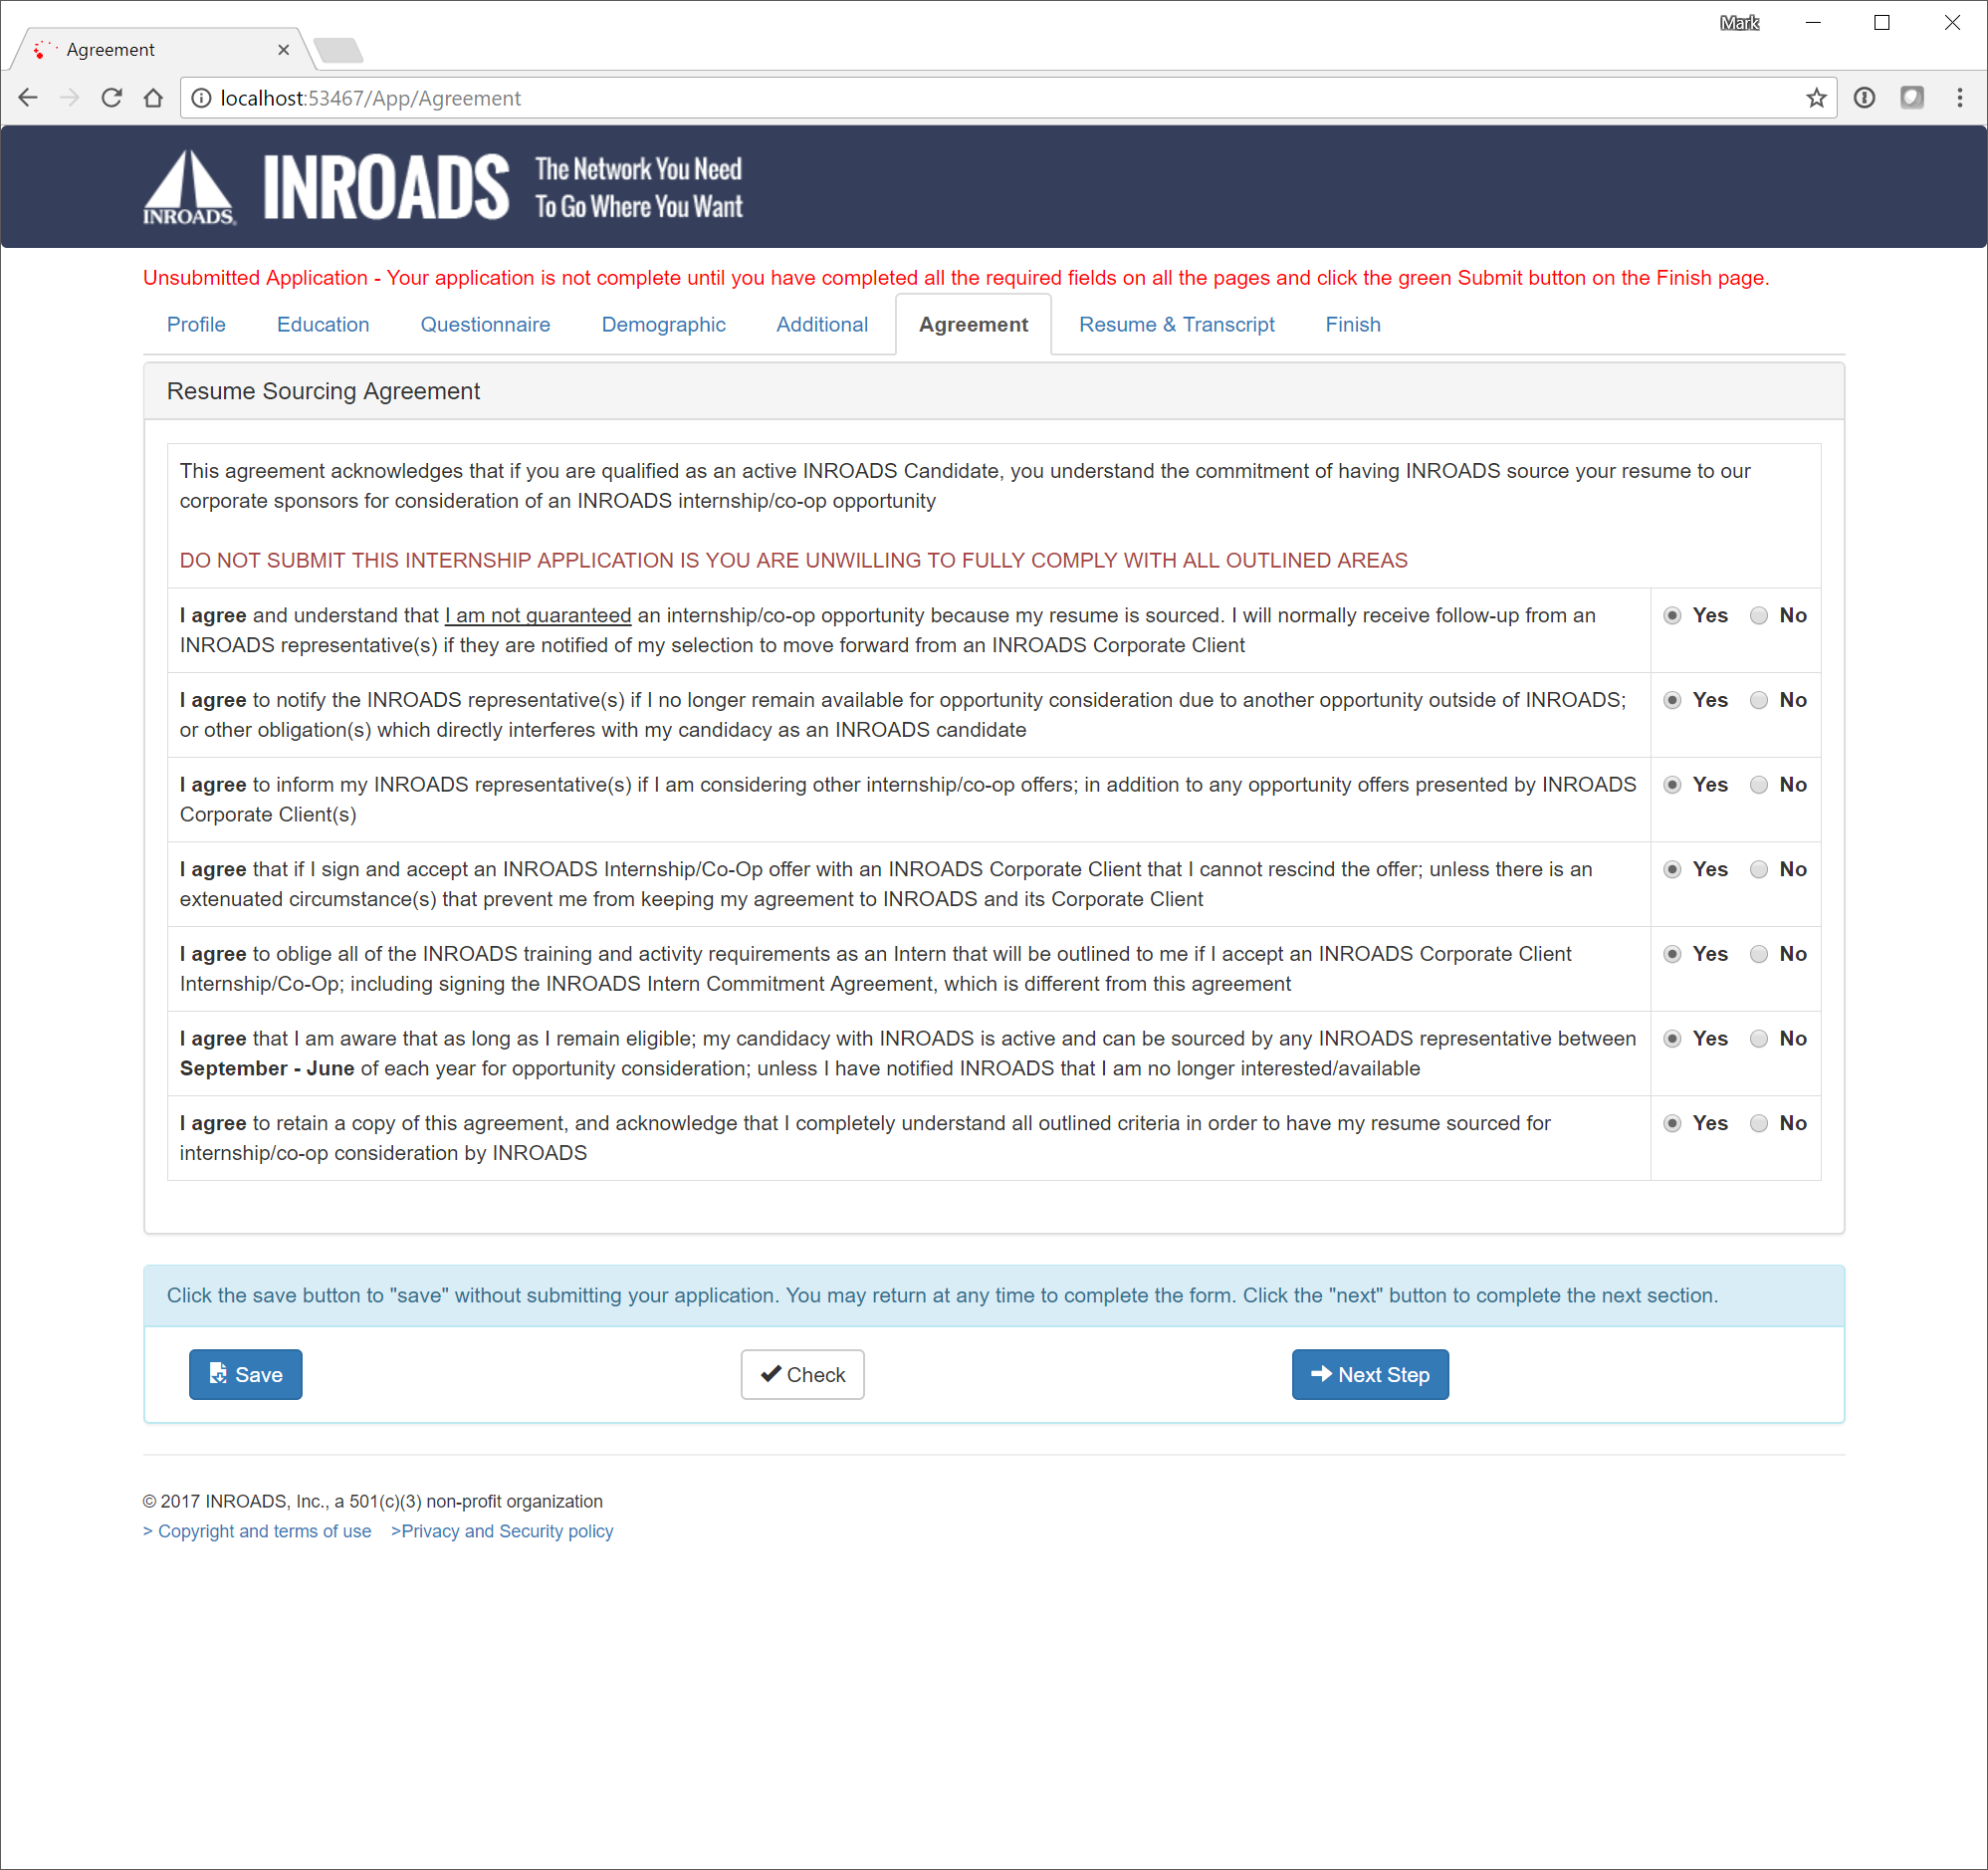 Mark
Agreement
localhost:53467/App/Agreement
INROADS
INROADS
The Network You Need
To Go Where You Want
Unsubmitted Application - Your application is not complete until you have completed all the required fields on all the pages and click the green Submit button on the Finish page.
Profile Education Questionnaire Demographic Additional Agreement Resume & Transcript Finish
Resume Sourcing Agreement
This agreement acknowledges that if you are qualified as an active INROADS Candidate, you understand the commitment of having INROADS source your resume to our
corporate sponsors for consideration of an INROADS internship/co-op opportunity
DO NOT SUBMIT THIS INTERNSHIP APPLICATION IS YOU ARE UNWILLING TO FULLY COMPLY WITH ALL OUTLINED AREAS
I agree and understand that I am not guaranteed an internship/co-op opportunity because my resume is sourced. I will normally receive follow-up from an Yes No
INROADS representative(s) if they are notified of my selection to move forward from an INROADS Corporate Client
I agree to notify the INROADS representative(s) if I no longer remain available for opportunity consideration due to another opportunity outside of INROADS; Yes No
or other obligation(s) which directly interferes with my candidacy as an INROADS candidate
I agree to inform my INROADS representative(s) if I am considering other internship/co-op offers; in addition to any opportunity offers presented by INROADS Yes No
Corporate Client(s)
I agree that if I sign and accept an INROADS Internship/Co-Op offer with an INROADS Corporate Client that I cannot rescind the offer; unless there is an Yes No
extenuated circumstance(s) that prevent me from keeping my agreement to INROADS and its Corporate Client
I agree to oblige all of the INROADS training and activity requirements as an Intern that will be outlined to me if I accept an INROADS Corporate Client Yes No
Internship/Co-Op; including signing the INROADS Intern Commitment Agreement, which is different from this agreement
I agree that I am aware that as long as I remain eligible; my candidacy with INROADS is active and can be sourced by any INROADS representative between Yes No
September - June of each year for opportunity consideration; unless I have notified INROADS that I am no longer interested/available
I agree to retain a copy of this agreement, and acknowledge that I completely understand all outlined criteria in order to have my resume sourced for Yes No
internship/co-op consideration by INROADS
Click the save button to "save" without submitting your application. You may return at any time to complete the form. Click the "next" button to complete the next section.
Save Check Next Step
© 2017 INROADS, Inc., a 501(c)(3) non-profit organization
> Copyright and terms of use >Privacy and Security policy